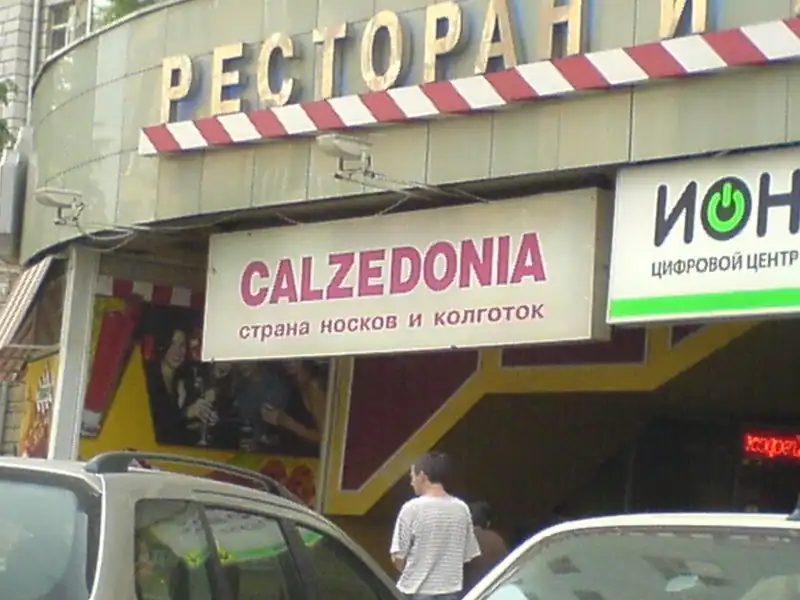 РЕСТОРАН И
CALZEDONIA
страна носков и колготок
ИОН
ЦИФРОВОЙ ЦЕНТР